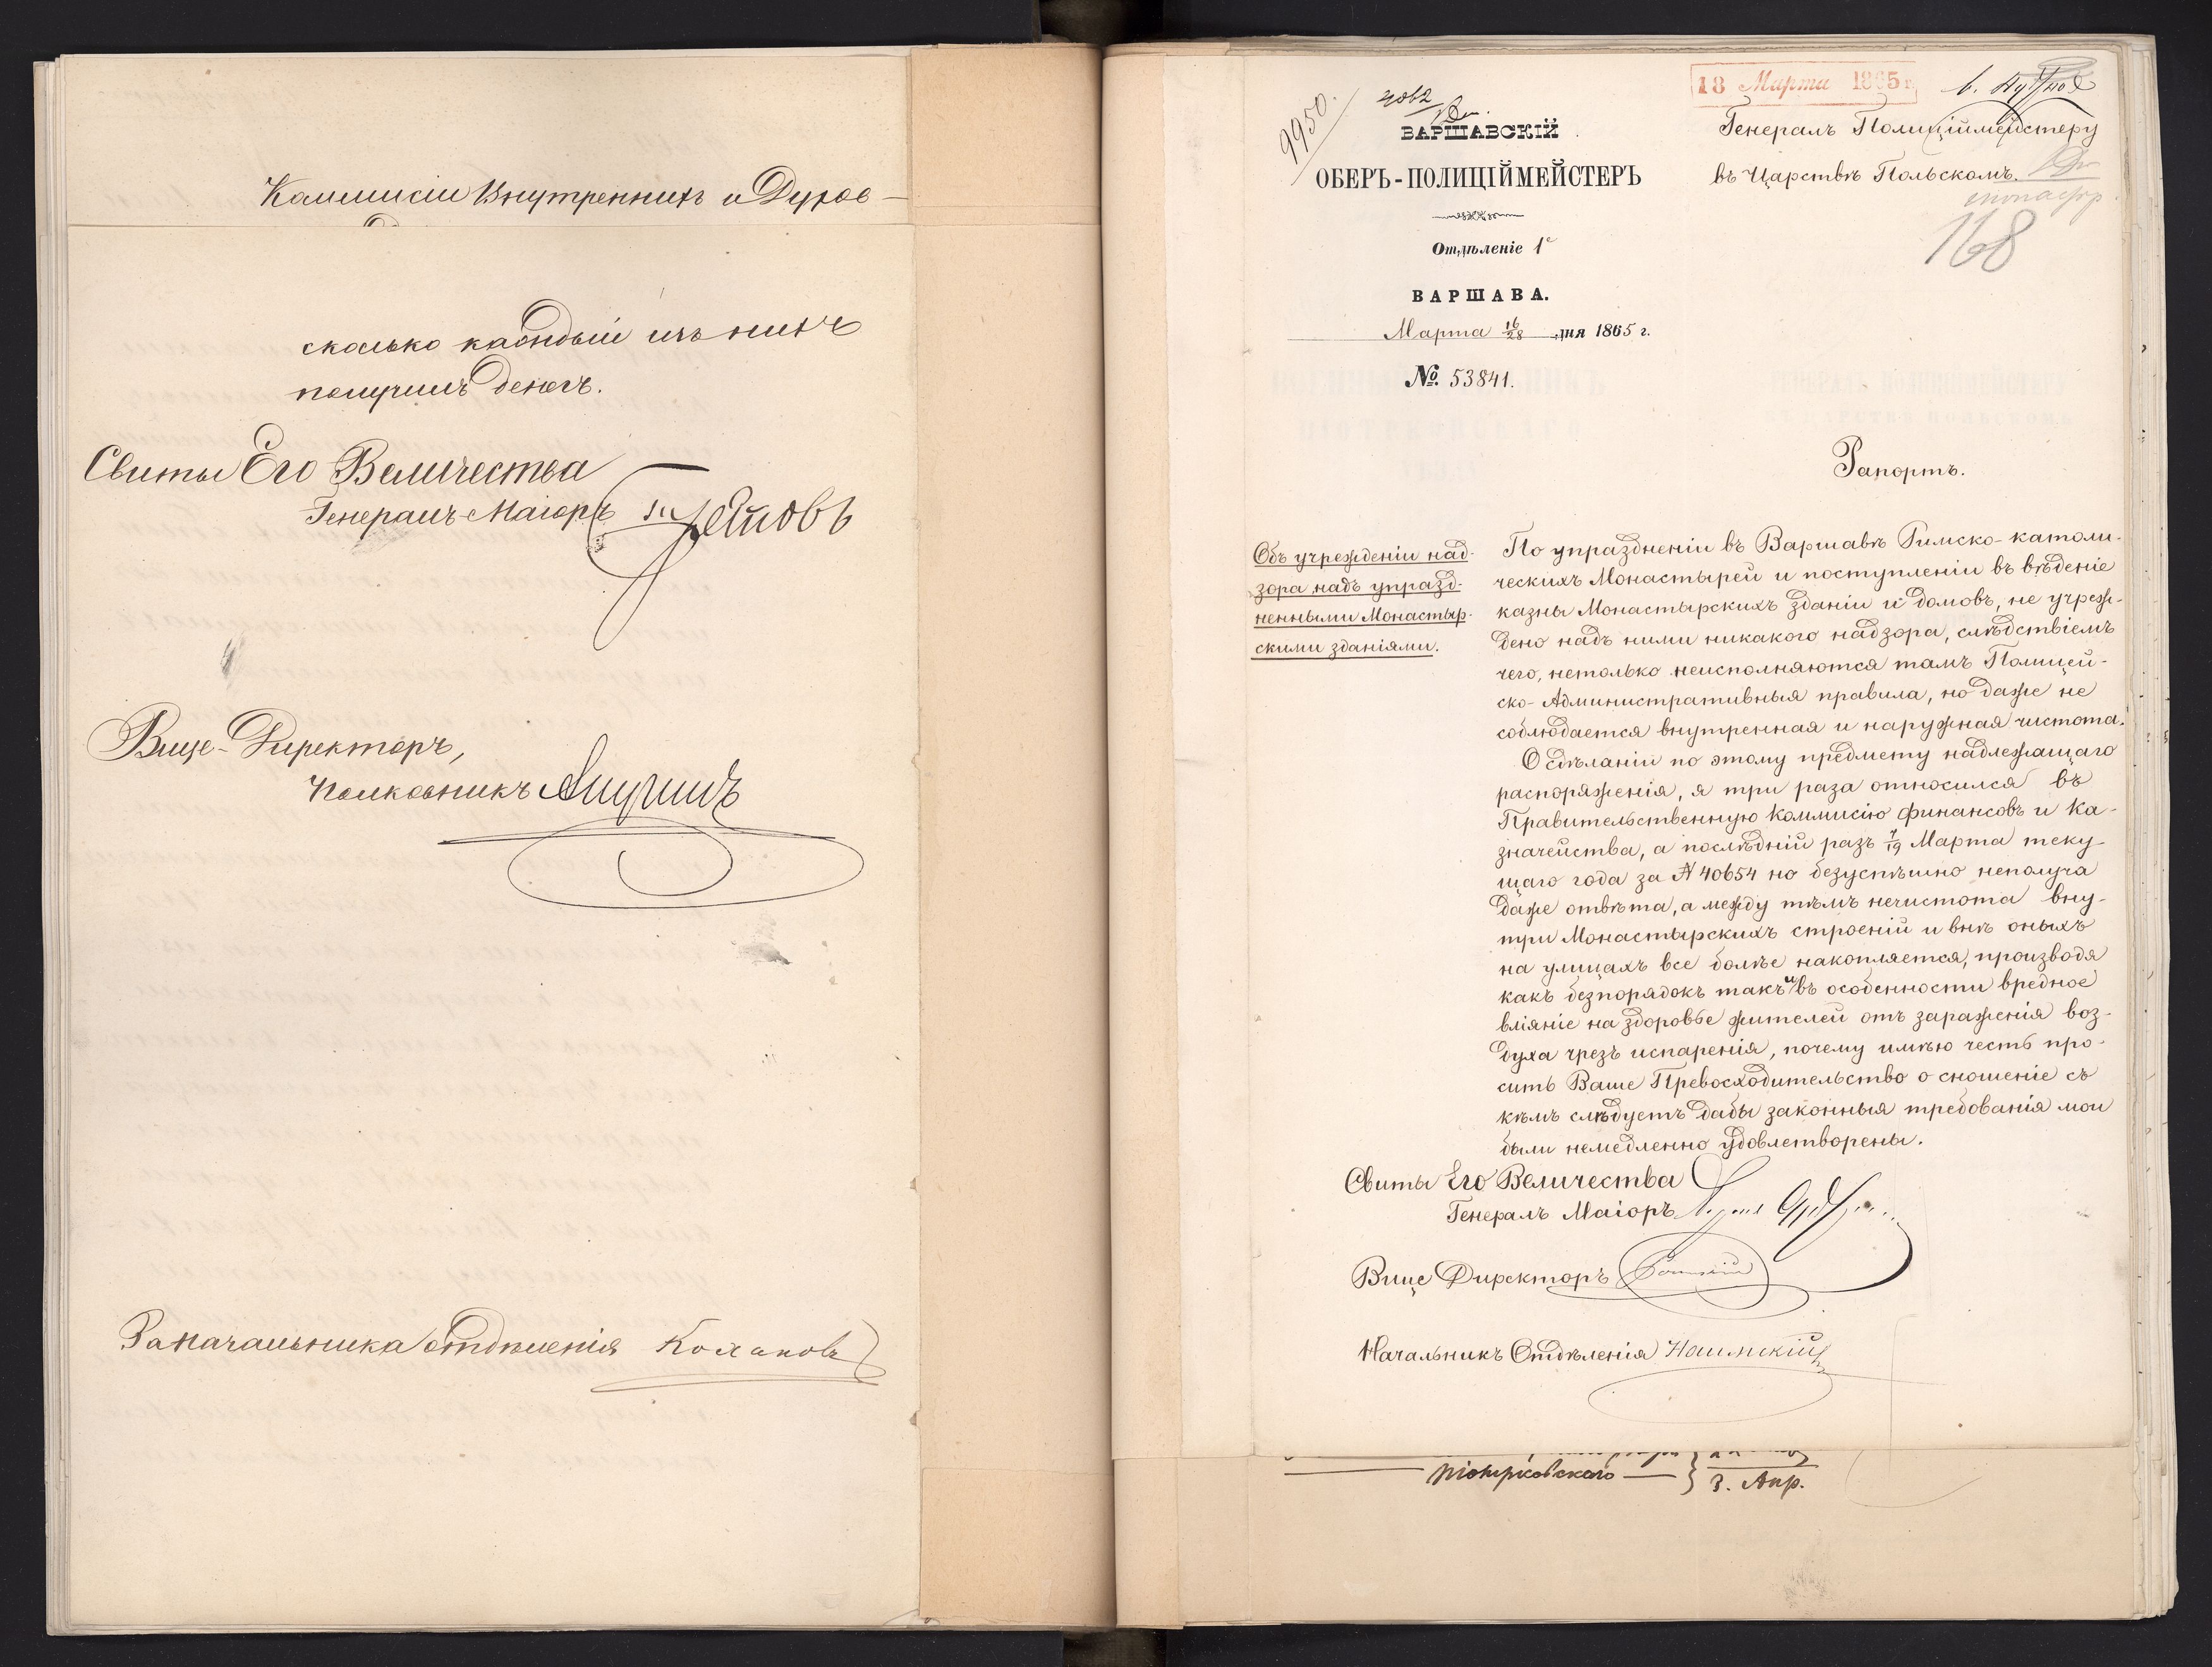 Коммисіи Внутреннихъ и Духов-
сколько каждый изъ нихъ
получилъ денегъ.
Свиты Его Величества
Генералъ-Маіоръ
Вице-Директоръ,
Полковникъ Анучинъ
За Начальника Отдѣленія
18 Марта 1865 г.
9950.
ВАРШАВСКІЙ
ОБЕРЪ-ПОЛИЦІЙМЕЙСТЕРЪ
Отдѣленіе 1е
ВАРШАВА.
Марта 16/28 дня 1865 г.
№ 53841.
Генералъ Полиціймейстеру
въ Царствѣ Польскомъ.
168
Рапортъ.
Объ учрежденіи над-
зора надъ упразд-
ненными Монастыр-
скими зданіями.
По упраздненіи въ Варшавѣ Римско-католи-
ческихъ Монастырей и поступленіи въ вѣденіе
казны Монастырскихъ зданіи и домовъ, не учреж-
дено надъ ними никакого надзора, слѣдствіемъ
чего, нетолько неисполняются тамъ Полицей-
ско-Административныя правила, но даже не
соблюдается внутренная и наружная чистота.
О сдѣланіи по этому предмету надлежащаго
распоряженія, я три раза относился въ
Правительственную Коммисію Финансовъ и Ка-
значейства, а послѣдній разъ 7/19 Марта теку-
щаго года за № 40654 но безуспѣшно неполуча
даже отвѣта, а между тѣмъ нечистота вну-
три Монастырскихъ строеній и внѣ оныхъ
на улицахъ все болѣе накопляется, производя
какъ безпорядокъ такъ и въ особенности вредное
вліяніе на здоровье жителей отъ зараженія воз-
духа чрезъ испаренія, почему имѣю честь про-
сить Ваше Превосходительство о сношеніе съ
кѣмъ слѣдуетъ дабы законныя требованія мои
были немедленно удовлетворены.
Свиты Его Величества
Генералъ Маіоръ
Вице Директоръ
Начальникъ Отдѣленія
Піотрковскаго
3. Апр.